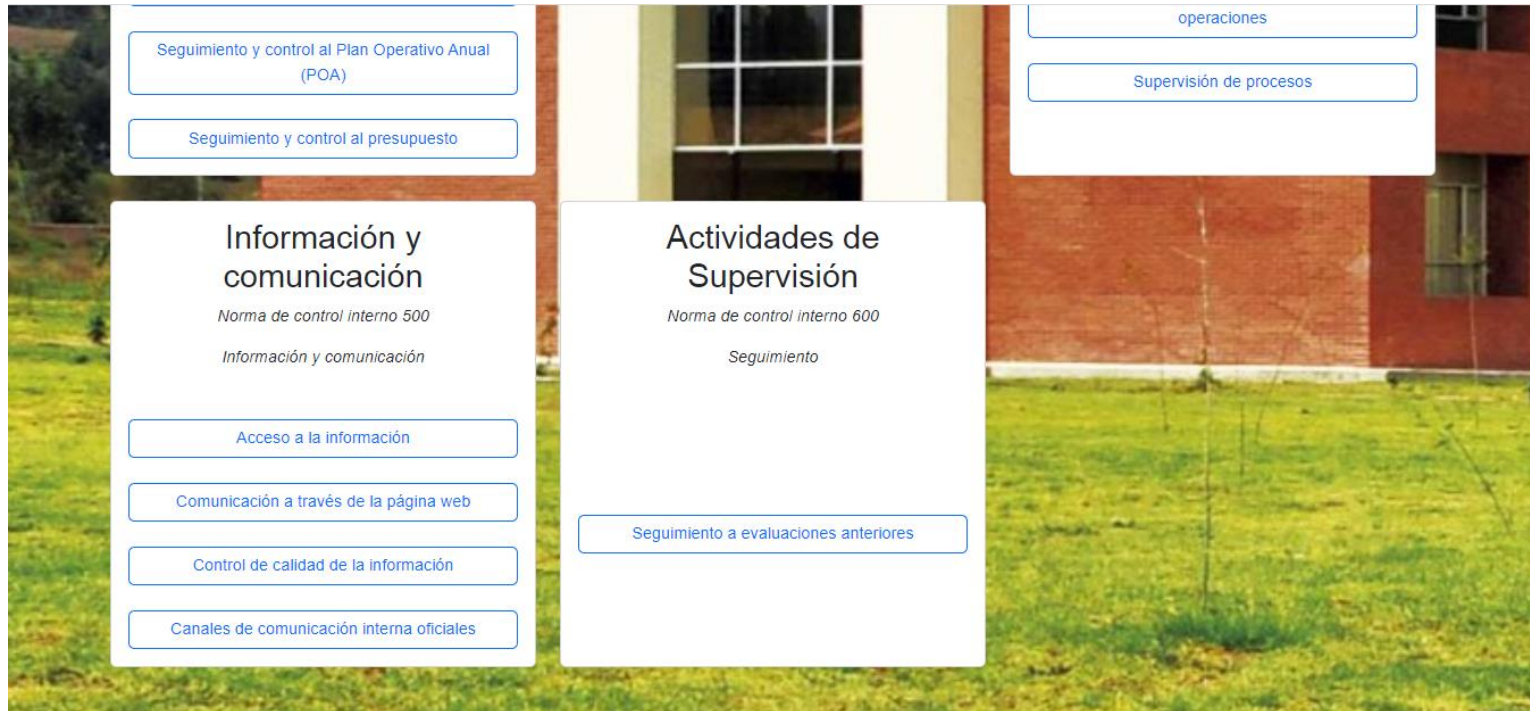 Seguimiento y control al Plan Operativo Anual
(POA)
Seguimiento y control al presupuesto
operaciones
Supervisión de procesos
Información y
comunicación
Norma de control interno 500
Información y comunicación
Acceso a la información
Comunicación a través de la página web
Control de calidad de la información
Canales de comunicación interna oficiales
Actividades de
Supervisión
Norma de control interno 600
Seguimiento
Seguimiento a evaluaciones anteriores